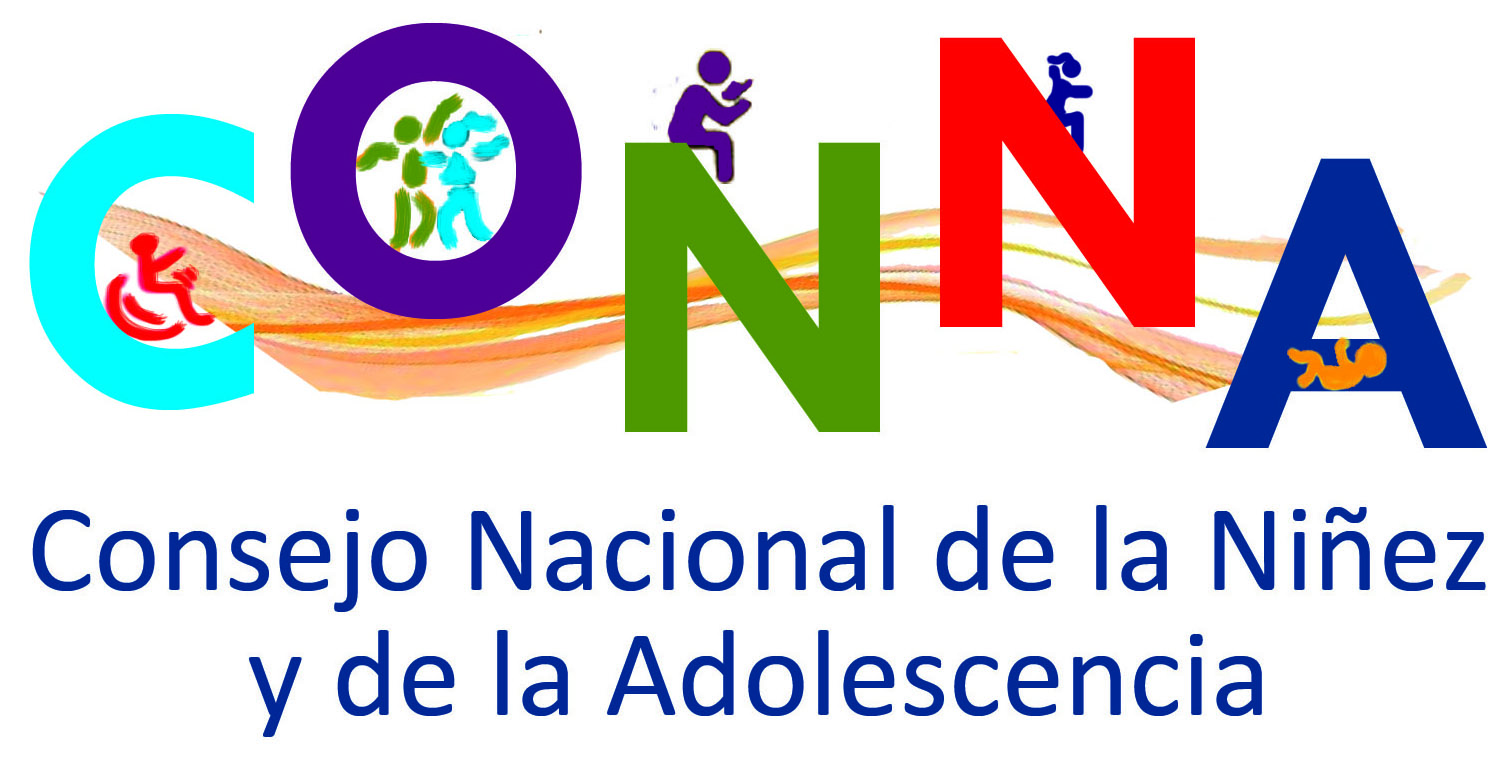 CONNA
Consejo Nacional de la Niñez
y de la Adolescencia